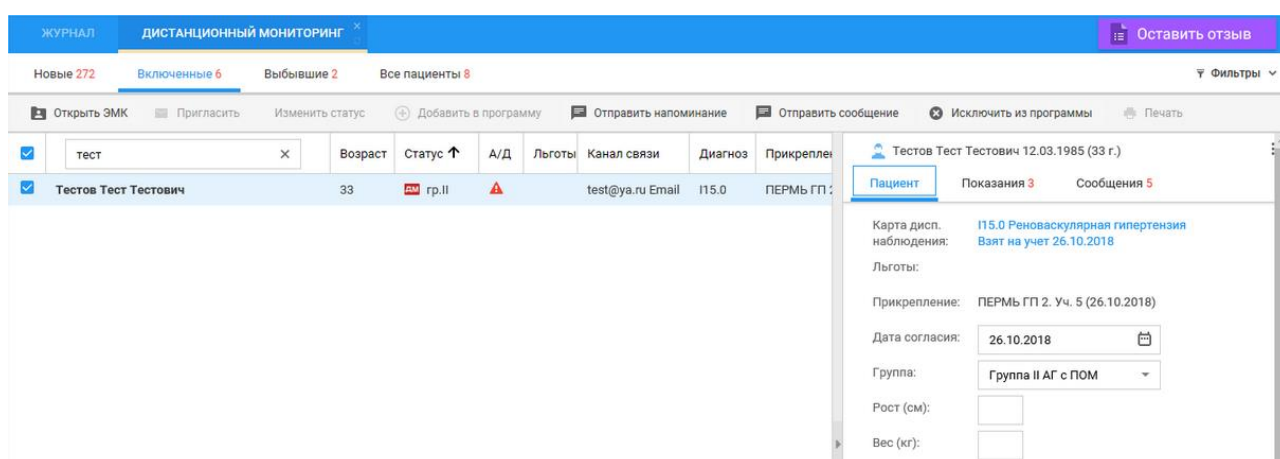 ЖУРНАЛ ДИСТАНЦИОННЫЙ МОНИТОРИНГ Оставить отзыв
Новые 272 Включенные 6 Выбывшие 2 Все пациенты 8 Фильтры
Открыть ЭМК Пригласить Изменить статус Добавить в программу Отправить напоминание Отправить сообщение Исключить из программы Печать
тест Возраст Статус А/Д Льготы Канал связи Диагноз Прикреплен
Тестов Тест Тестович 33 ДМ гр.II test@ya.ru Email I15.0 ПЕРМЬ ГП 2
Тестов Тест Тестович 12.03.1985 (33 г.)
Пациент Показания 3 Сообщения 5
Карта дисп. наблюдения: I15.0 Реноваскулярная гипертензия
Взят на учет 26.10.2018
Льготы:
Прикрепление: ПЕРМЬ ГП 2. Уч. 5 (26.10.2018)
Дата согласия: 26.10.2018
Группа: Группа II АГ с ПОМ
Рост (см):
Вес (кг):